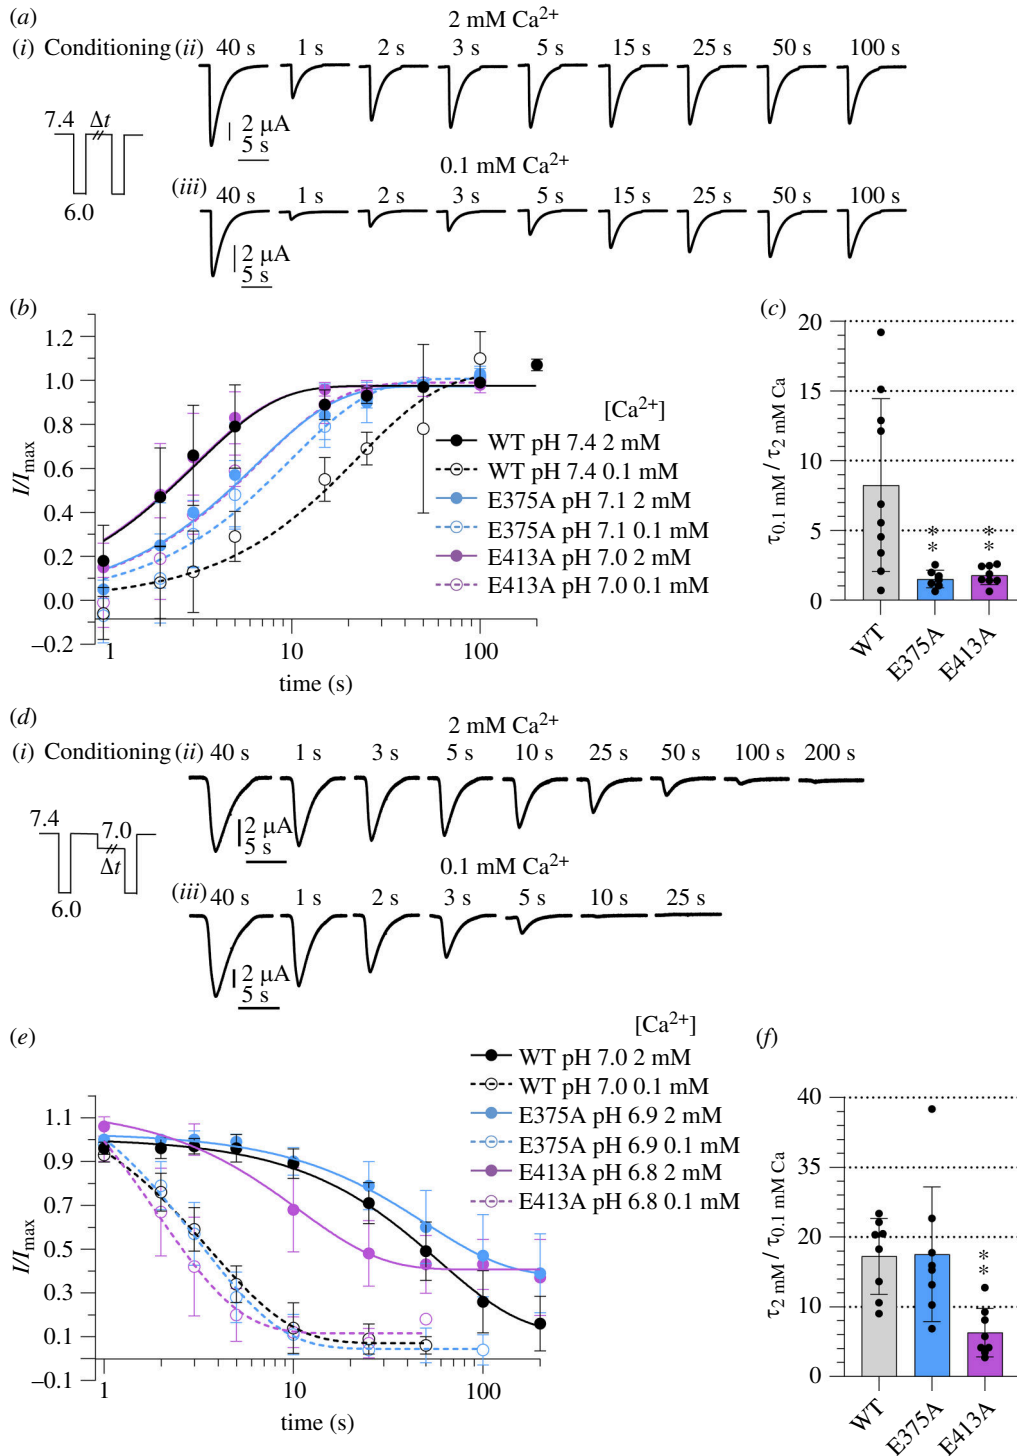 (a)
2 mM Ca²⁺
(i) Conditioning (ii) 40 s 1 s 2 s 3 s 5 s 15 s 25 s 50 s 100 s
7.4 Δt
6.0
2 μA
5 s
0.1 mM Ca²⁺
(iii) 40 s 1 s 2 s 3 s 5 s 15 s 25 s 50 s 100 s
2 μA
5 s
(b)
1.2
1.0
0.8
0.6
0.4
0.2
0.0
–0.2
I/Imax
1 10 100
time (s)
[Ca²⁺]
WT pH 7.4 2 mM
WT pH 7.4 0.1 mM
E375A pH 7.1 2 mM
E375A pH 7.1 0.1 mM
E413A pH 7.0 2 mM
E413A pH 7.0 0.1 mM
(c)
20
15
10
5
0
τ0.1 mM / τ2 mM Ca
** **
WT E375A E413A
(d)
2 mM Ca²⁺
(i) Conditioning (ii) 40 s 1 s 3 s 5 s 10 s 25 s 50 s 100 s 200 s
7.4 7.0
Δt
6.0
2 μA
5 s
0.1 mM Ca²⁺
(iii) 40 s 1 s 2 s 3 s 5 s 10 s 25 s
2 μA
5 s
(e)
[Ca²⁺]
WT pH 7.0 2 mM
WT pH 7.0 0.1 mM
E375A pH 6.9 2 mM
E375A pH 6.9 0.1 mM
E413A pH 6.8 2 mM
E413A pH 6.8 0.1 mM
1.1
0.9
0.7
0.5
0.3
0.1
–0.1
I/Imax
1 10 100
time (s)
(f)
40
35
20
10
0
τ2 mM / τ0.1 mM Ca
**
WT E375A E413A